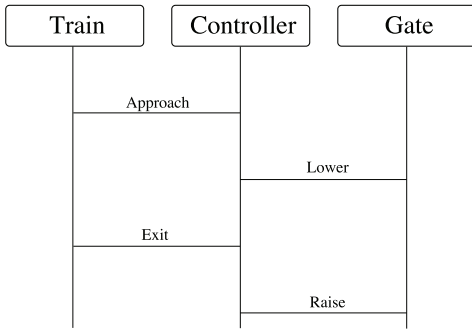 Train
Controller
Gate
Approach
Lower
Exit
Raise